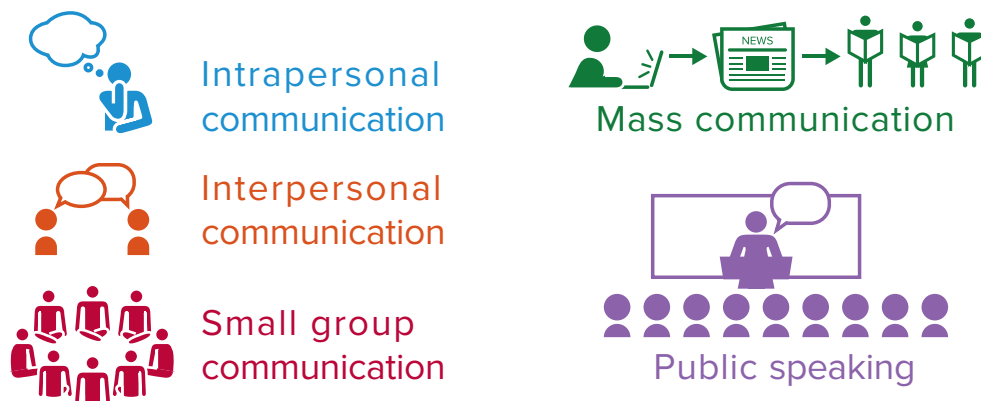 Intrapersonal
communication
Interpersonal
communication
Small group
communication
NEWS
Mass communication
Public speaking